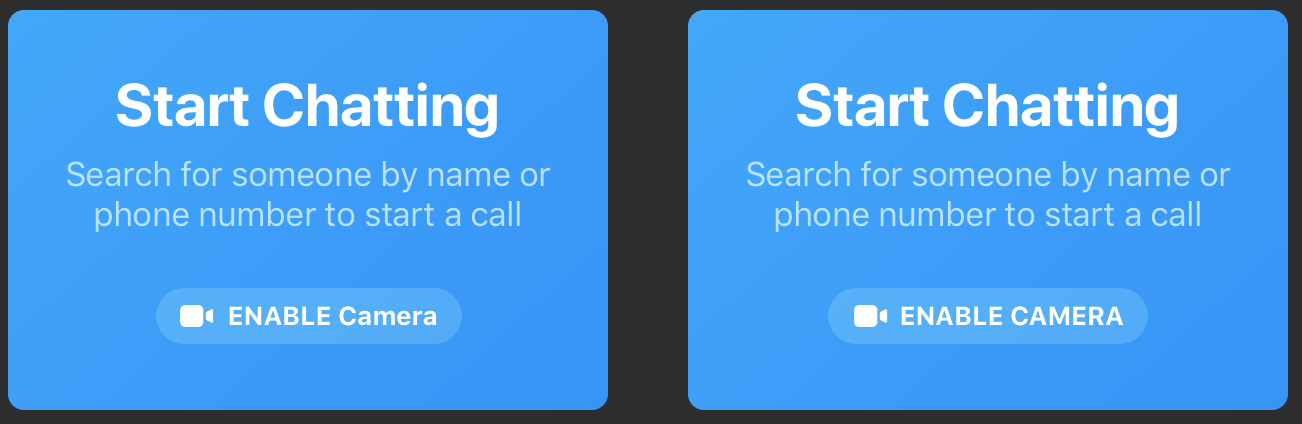 Start Chatting
Search for someone by name or
phone number to start a call
ENABLE Camera
Start Chatting
Search for someone by name or
phone number to start a call
ENABLE CAMERA